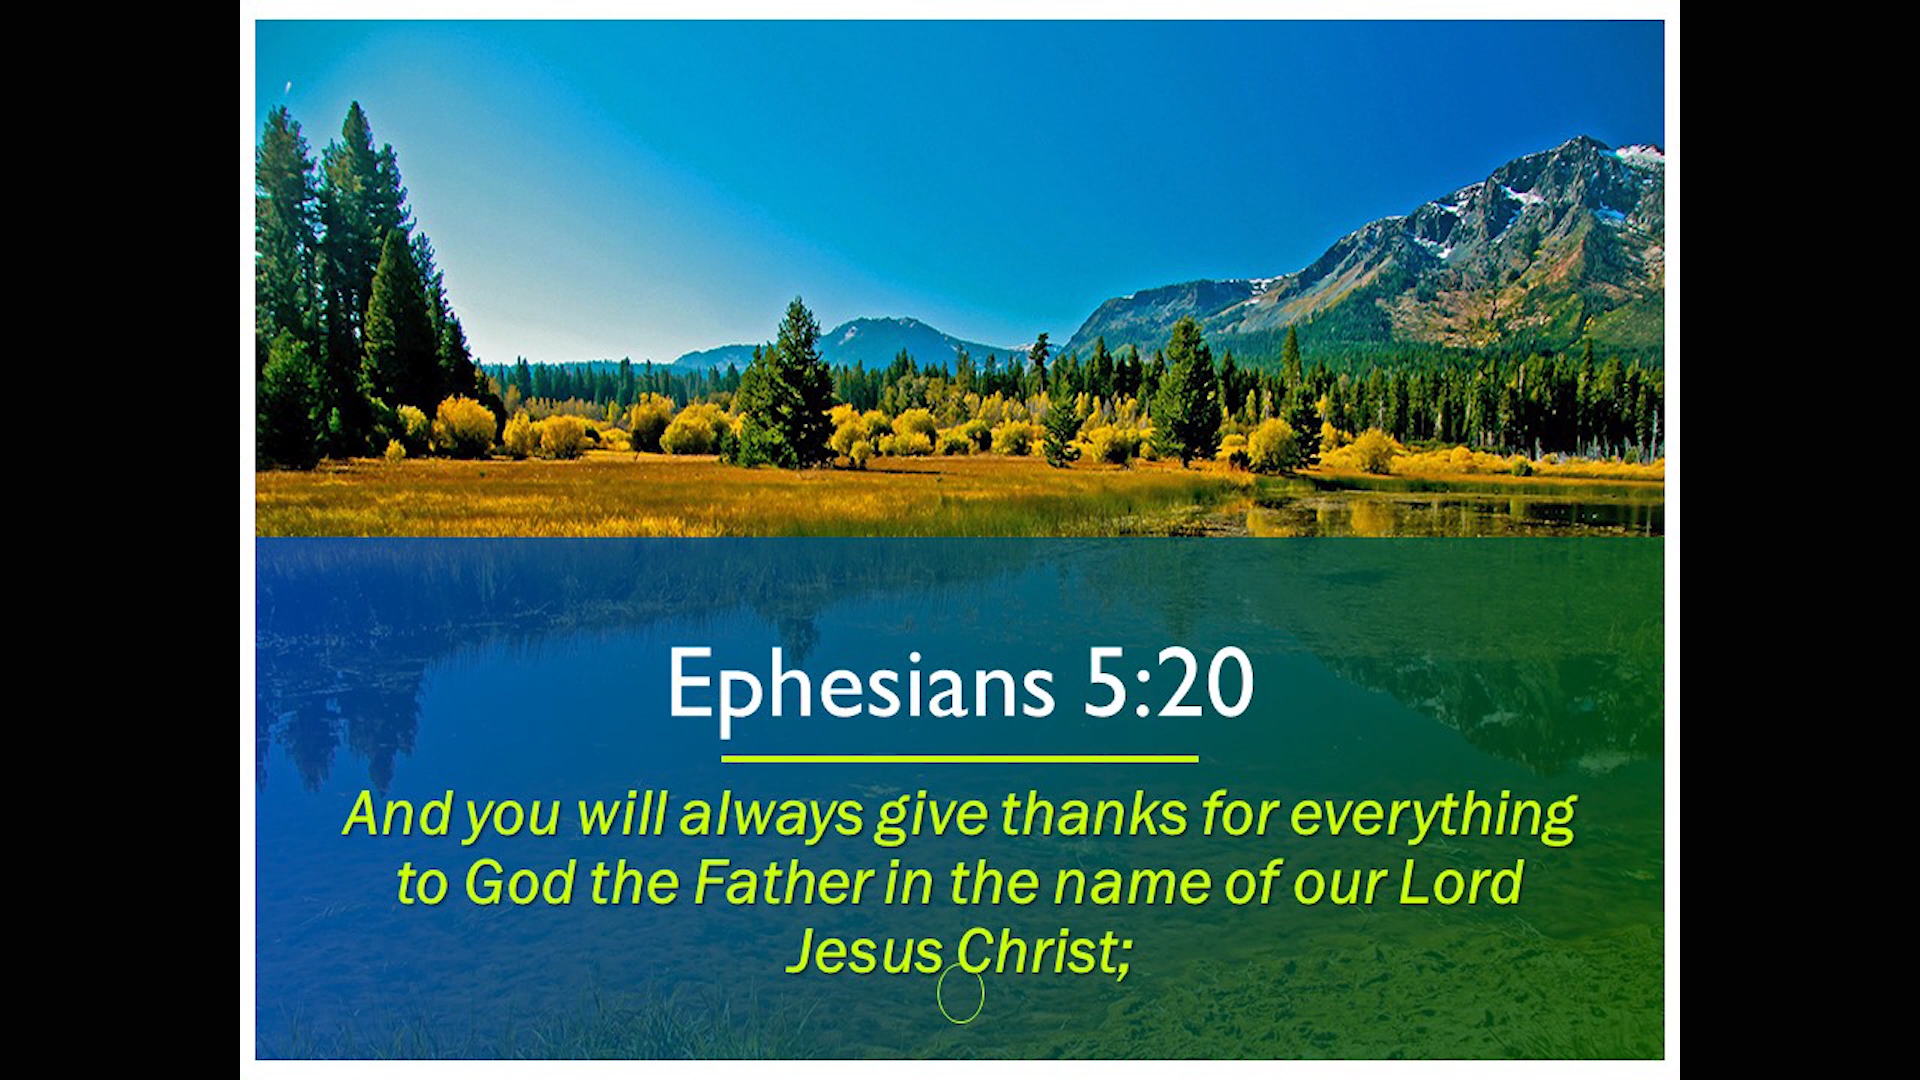 Ephesians 5:20
And you will always give thanks for everything
to God the Father in the name of our Lord
Jesus Christ;